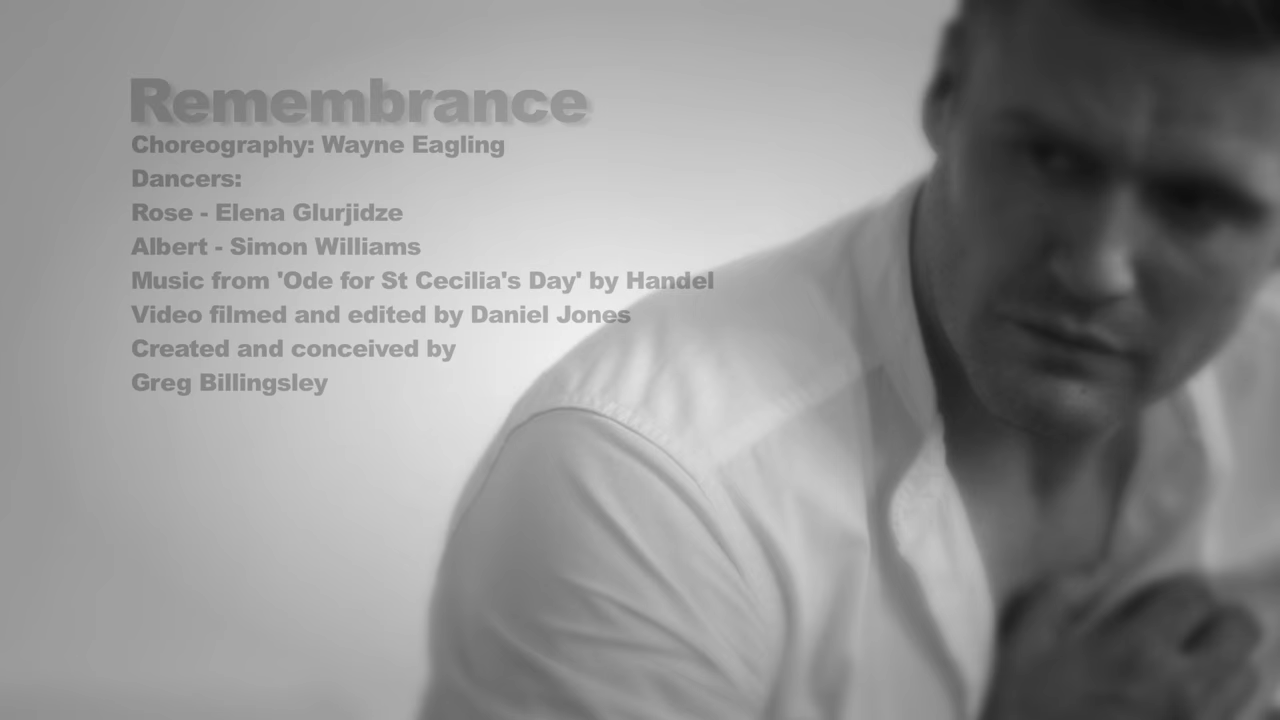 Remembrance
Choreography: Wayne Eagling
Dancers:
Rose - Elena Glurjidze
Albert - Simon Williams
Music from 'Ode for St Cecilia's Day' by Handel
Video filmed and edited by Daniel Jones
Created and conceived by
Greg Billingsley